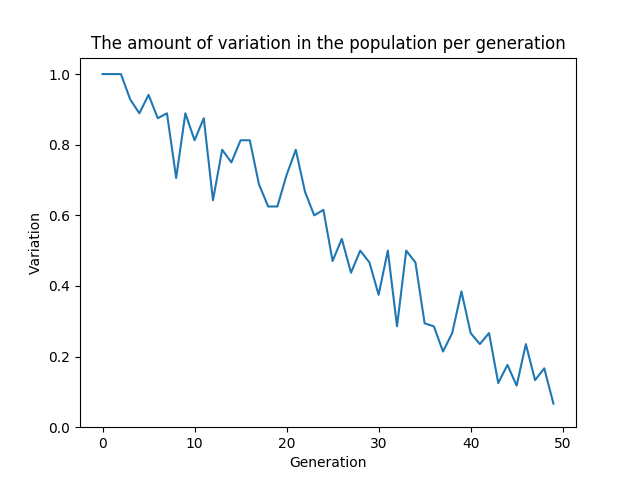 The amount of variation in the population per generation
1.0
0.8
0.6
0.4
0.2
0.0
Variation
0 10 20 30 40 50
Generation